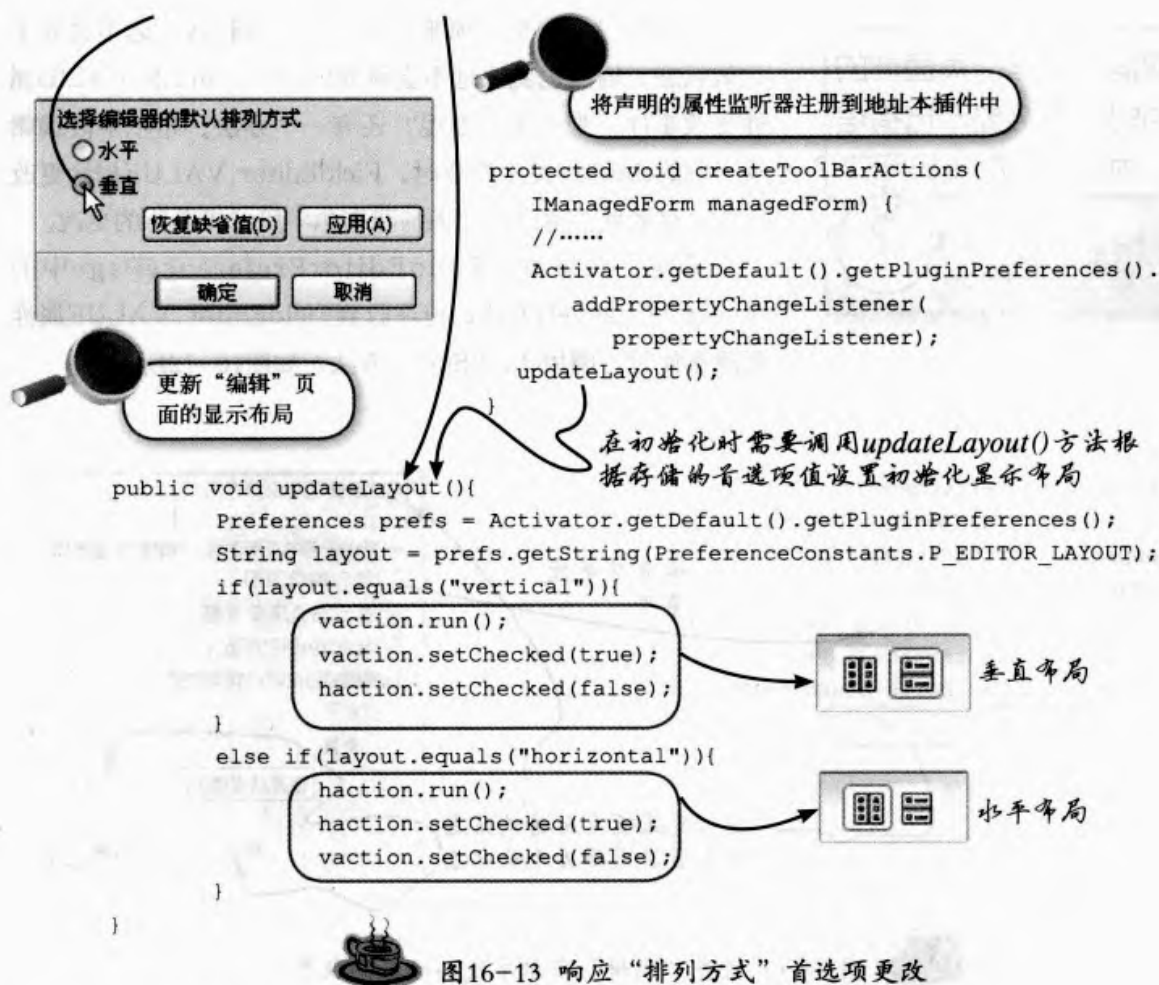 将声明的属性监听器注册到地址本插件中
选择编辑器的默认排列方式
水平
垂直
恢复缺省值(D) 应用(A)
确定 取消
protected void createToolBarActions(
IManagedForm managedForm) {
//……
Activator.getDefault().getPluginPreferences().
addPropertyChangeListener(
propertyChangeListener);
updateLayout();
}
更新“编辑”页
面的显示布局
在初始化时需要调用updateLayout()方法根
据存储的首选项值设置初始化显示布局
public void updateLayout(){
Preferences prefs = Activator.getDefault().getPluginPreferences();
String layout = prefs.getString(PreferenceConstants.P_EDITOR_LAYOUT);
if(layout.equals("vertical")){
vaction.run();
vaction.setChecked(true);
haction.setChecked(false);
}
垂直布局
else if(layout.equals("horizontal")){
haction.run();
haction.setChecked(true);
vaction.setChecked(false);
}
水平布局
}
图16-13 响应“排列方式”首选项更改